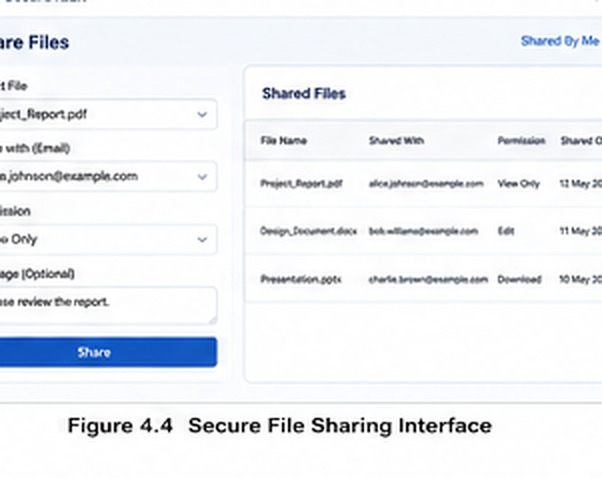 are Files
Shared By Me
t File
ject_Report.pdf
with (Email)
johnson@example.com
ission
Only
age (Optional)
se review the report.
Share
Shared Files
File Name Shared With Permission Shared O
Project_Report.pdf alice.johnson@example.com View Only 12 May 20
Design_Document.docx bob.williams@example.com Edit 11 May 20
Presentation.pptx charlie.brown@example.com Download 10 May 20
Figure 4.4 Secure File Sharing Interface